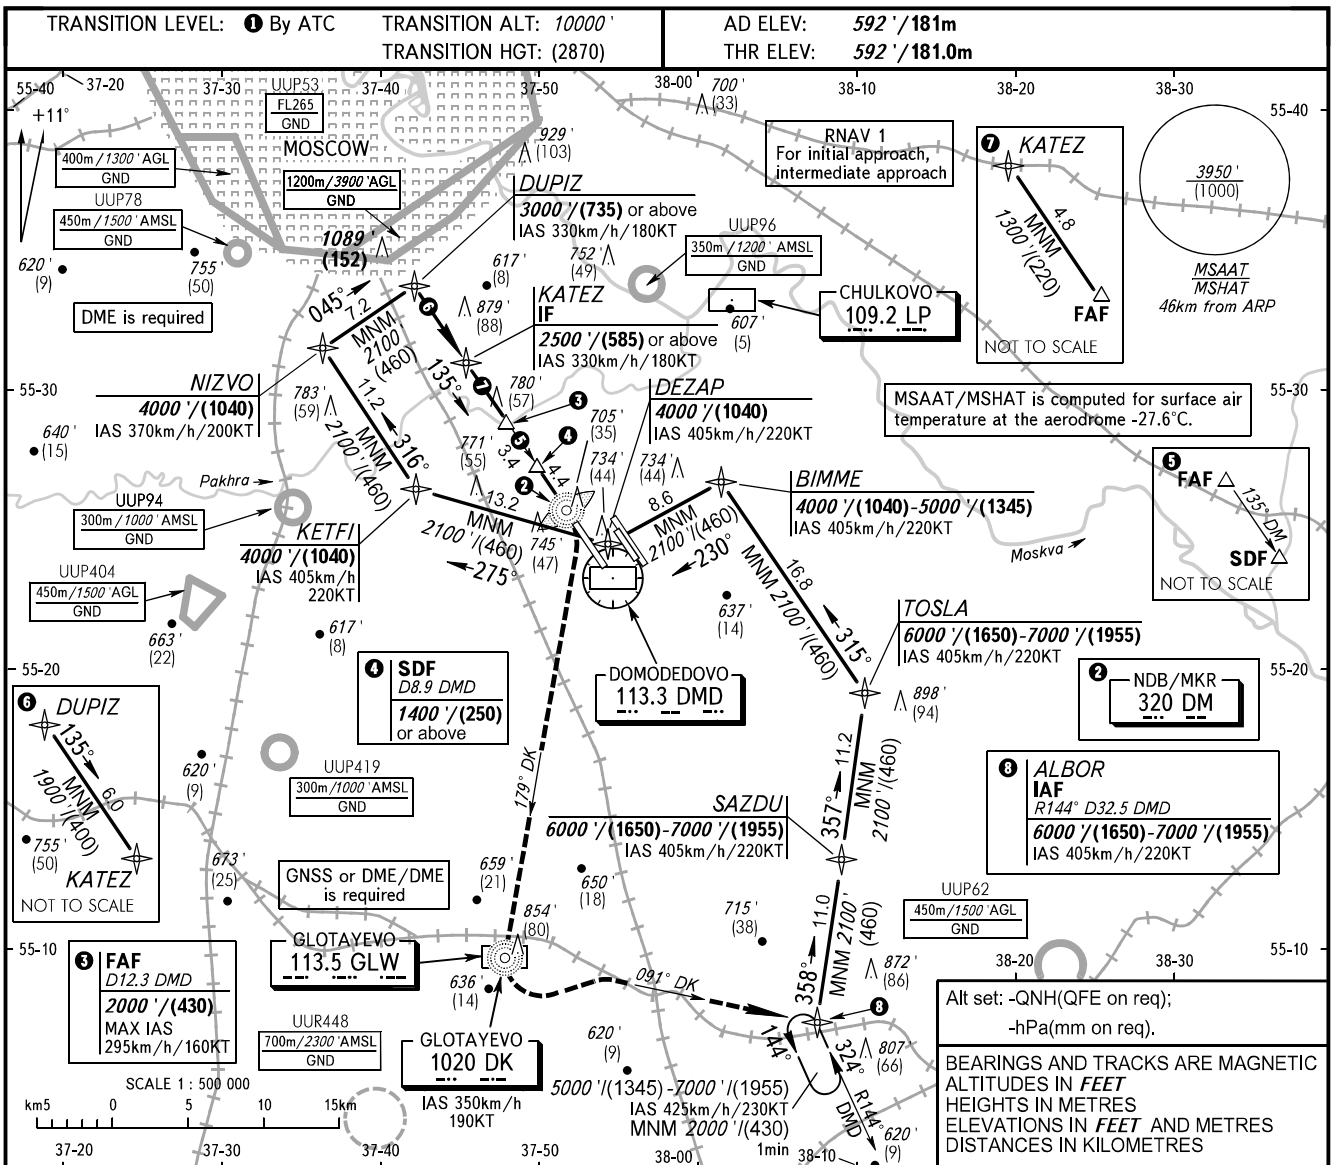 TRANSITION LEVEL: ❶ By ATC
TRANSITION ALT: 10000'
TRANSITION HGT: (2870)
AD ELEV: 592'/181m
THR ELEV: 592'/181.0m
55-40
37-20
37-30
37-40
37-50
38-00
38-10
38-20
38-30
55-40
+11°
UUP53
FL265
GND
MOSCOW
400m/1300' AGL
GND
1200m/3900' AGL
GND
UUP78
450m/1500' AMSL
GND
620'
(9)
755'
(50)
1089'
(152)
929'
(103)
700'
(33)
DUPIZ
3000'/(735) or above
IAS 330km/h/180KT
617'
(8)
752'
(49)
UUP96
350m/1200' AMSL
GND
RNAV 1
For initial approach,
intermediate approach
❼ KATEZ
4.8
MNM
1300'/(220)
FAF
NOT TO SCALE
3950'
(1000)
MSAAT
MSHAT
46km from ARP
DME is required
045°
7.2
MNM
2100'
(460)
❻
879'
(88)
KATEZ
IF
2500'/(585) or above
IAS 330km/h/180KT
607'
(5)
CHULKOVO
109.2 LP
55-30
55-30
NIZVO
4000'/(1040)
IAS 370km/h/200KT
783'
(59)
11.2
MNM
316°
2100'/(460)
135°
❼
780'
(57)
❸
705'
(35)
DEZAP
4000'/(1040)
IAS 405km/h/220KT
MSAAT/MSHAT is computed for surface air
temperature at the aerodrome -27.6°C.
640'
(15)
771'
(55)
❺
3.4
❹
4.4
734'
(44)
734'
(44)
❷
8.6
MNM
2100'/(460)
230°
BIMME
4000'/(1040)-5000'/(1345)
IAS 405km/h/220KT
❺
FAF
135° DM
SDF
NOT TO SCALE
Pakhra
UUP94
300m/1000' AMSL
GND
KETFI
4000'/(1040)
IAS 405km/h
220KT
13.2
MNM
2100'/(460)
275°
745'
(47)
Moskva
UUP404
450m/1500' AGL
GND
663'
(22)
617'
(8)
637'
(14)
16.8
MNM 2100'/(460)
315°
TOSLA
6000'/(1650)-7000'/(1955)
IAS 405km/h/220KT
55-20
55-20
❹ SDF
D8.9 DMD
1400'/(250)
or above
DOMODEDOVO
113.3 DMD
898'
(94)
❷ NDB/MKR
320 DM
❻ DUPIZ
135°
6.0
MNM
1900'/(400)
KATEZ
NOT TO SCALE
755'
(50)
620'
(9)
UUP419
300m/1000' AMSL
GND
179° DK
11.2
357°
MNM
2100'/(460)
SAZDU
6000'/(1650)-7000'/(1955)
IAS 405km/h/220KT
❽ ALBOR
IAF
R144° D32.5 DMD
6000'/(1650)-7000'/(1955)
IAS 405km/h/220KT
673'
(25)
GNSS or DME/DME
is required
659'
(21)
650'
(18)
854'
(80)
715'
(38)
11.0
358°
MNM 2100'
(460)
UUP62
450m/1500' AGL
GND
872'
(86)
55-10
55-10
38-20
38-30
❸ FAF
D12.3 DMD
2000'/(430)
MAX IAS
295km/h/160KT
GLOTAYEVO
113.5 GLW
636'
(14)
091° DK
❽
UUR448
700m/2300' AMSL
GND
GLOTAYEVO
1020 DK
IAS 350km/h
190KT
620'
(9)
144°
324°
807'
(66)
5000'/(1345)-7000'/(1955)
IAS 425km/h/230KT
MNM 2000'/(430)
1min
R144°
DMD
620'
(9)
Alt set: -QNH(QFE on req);
-hPa(mm on req).
BEARINGS AND TRACKS ARE MAGNETIC
ALTITUDES IN FEET
HEIGHTS IN METRES
ELEVATIONS IN FEET AND METRES
DISTANCES IN KILOMETRES
SCALE 1 : 500 000
km5 0 5 10 15km
37-20
37-30
37-40
37-50
38-00
38-10